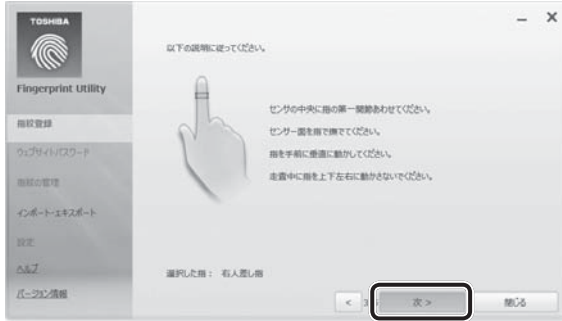 TOSHIBA
Fingerprint Utility
指紋登録
ウェブサイトパスワード
指紋の管理
インポート・エキスポート
設定
ヘルプ
バージョン情報
以下の説明に従ってください。
センサの中央に指の第一関節あわせてください。
センサー面を指で撫でてください。
指を手前に垂直に動かしてください。
走査中に指を上下左右に動かさないでください。
選択した指： 右人差し指
<
次 >
閉じる